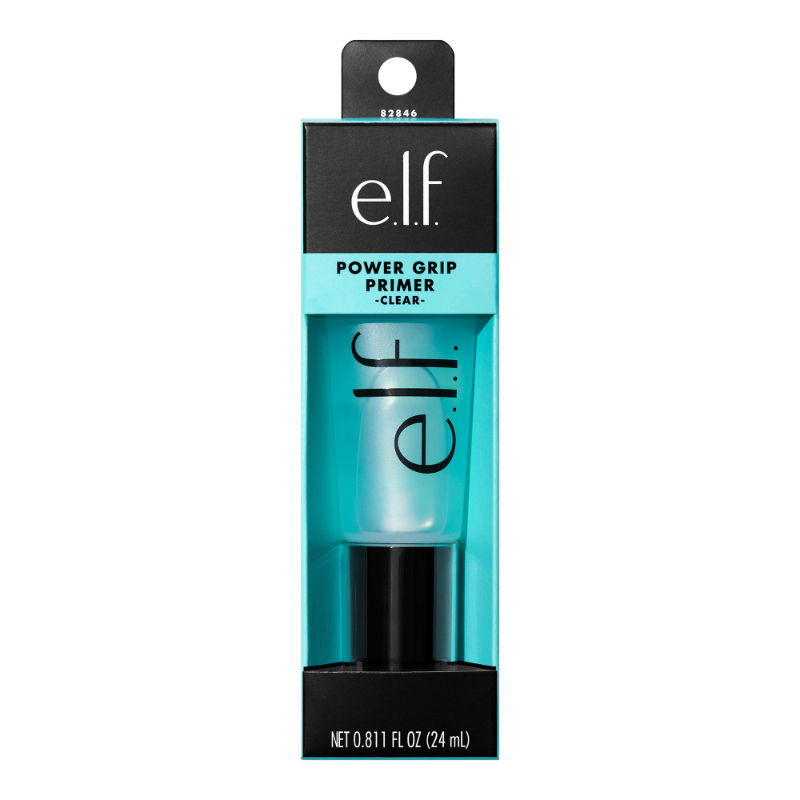 82846
e.l.f.
POWER GRIP
PRIMER
-CLEAR-
e.l.f.
NET 0.811 FL OZ (24 mL)